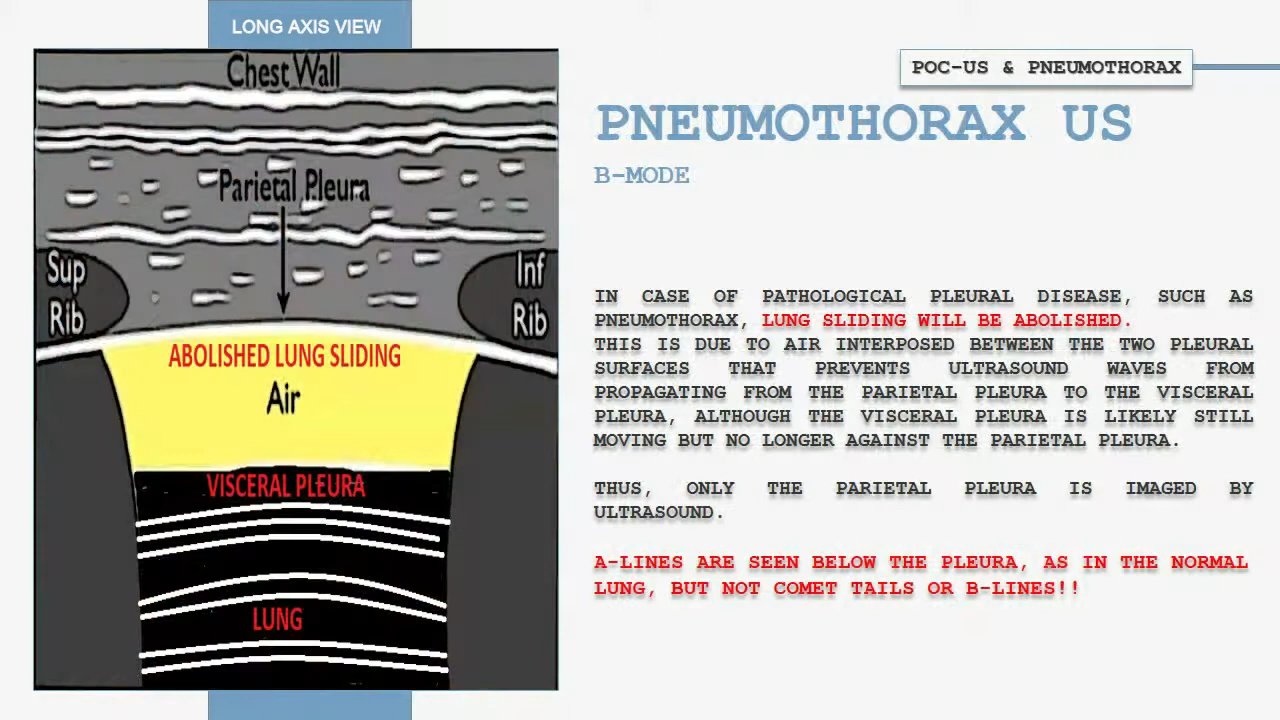 LONG AXIS VIEW
Chest Wall
Parietal Pleura
Sup
Rib
Inf
Rib
ABOLISHED LUNG SLIDING
Air
VISCERAL PLEURA
LUNG
POC-US & PNEUMOTHORAX
PNEUMOTHORAX US
B-MODE
IN CASE OF PATHOLOGICAL PLEURAL DISEASE, SUCH AS
PNEUMOTHORAX, LUNG SLIDING WILL BE ABOLISHED.
THIS IS DUE TO AIR INTERPOSED BETWEEN THE TWO PLEURAL
SURFACES THAT PREVENTS ULTRASOUND WAVES FROM
PROPAGATING FROM THE PARIETAL PLEURA TO THE VISCERAL
PLEURA, ALTHOUGH THE VISCERAL PLEURA IS LIKELY STILL
MOVING BUT NO LONGER AGAINST THE PARIETAL PLEURA.
THUS, ONLY THE PARIETAL PLEURA IS IMAGED BY
ULTRASOUND.
A-LINES ARE SEEN BELOW THE PLEURA, AS IN THE NORMAL
LUNG, BUT NOT COMET TAILS OR B-LINES!!